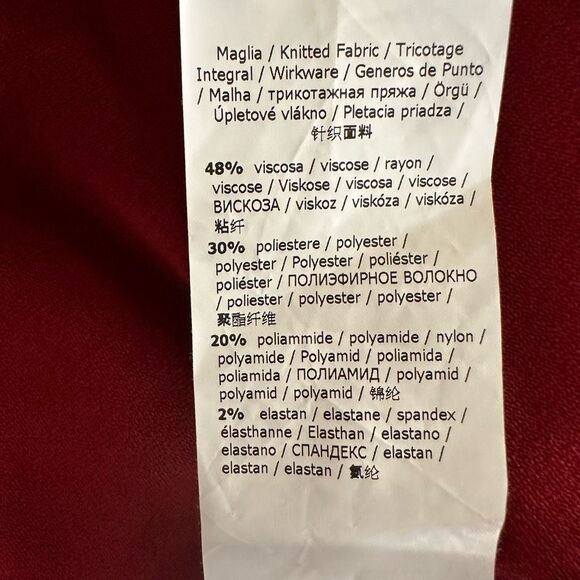 Maglia / Knitted Fabric / Tricotage
Integral / Wirkware / Generos de Punto
/ Malha / трикотажная пряжа / Örgü /
Úpletové vlákno / Pletacia priadza /
针织面料
48% viscosa / viscose / rayon /
viscose / Viskose / viscosa / viscose /
ВИСКОЗА / viskoz / viskóza / viskóza /
粘纤
30% poliestere / polyester /
polyester / Polyester / poliéster /
poliéster / ПОЛИЭФИРНОЕ ВОЛОКНО
/ poliester / polyester / polyester /
聚酯纤维
20% poliammide / polyamide / nylon /
polyamide / Polyamid / poliamida /
poliamida / ПОЛИАМИД / polyamid /
polyamid / polyamid / 锦纶
2% elastan / elastane / spandex /
élasthanne / Elasthan / elastano /
elastano / СПАНДЕКС / elastan /
elastan / elastan / 氨纶